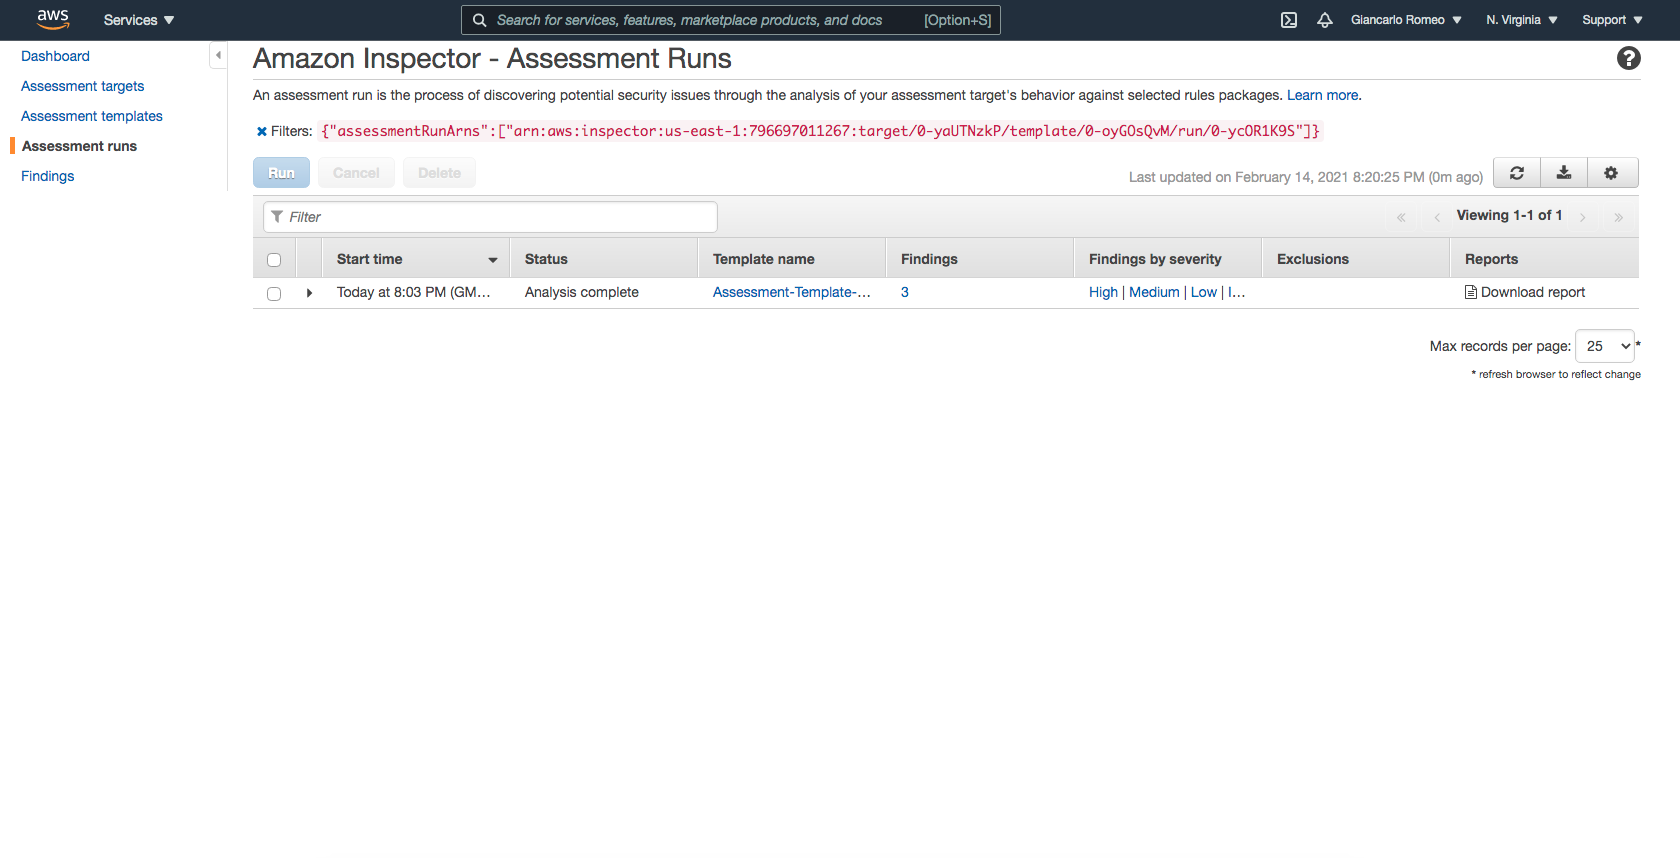 aws Services Search for services, features, marketplace products, and docs [Option+S] Giancarlo Romeo N. Virginia Support
Dashboard
Assessment targets
Assessment templates
Assessment runs
Findings
Amazon Inspector - Assessment Runs
An assessment run is the process of discovering potential security issues through the analysis of your assessment target's behavior against selected rules packages. Learn more.
Filters: {"assessmentRunArns":["arn:aws:inspector:us-east-1:796697011267:target/0-yaUTNzkP/template/0-oyGOsQvM/run/0-ycOR1K9S"]}
Run Cancel Delete Last updated on February 14, 2021 8:20:25 PM (0m ago)
Filter « ‹ Viewing 1-1 of 1 › »
Start time Status Template name Findings Findings by severity Exclusions Reports
Today at 8:03 PM (GM... Analysis complete Assessment-Template-... 3 High | Medium | Low | I... Download report
Max records per page: 25 *
* refresh browser to reflect change